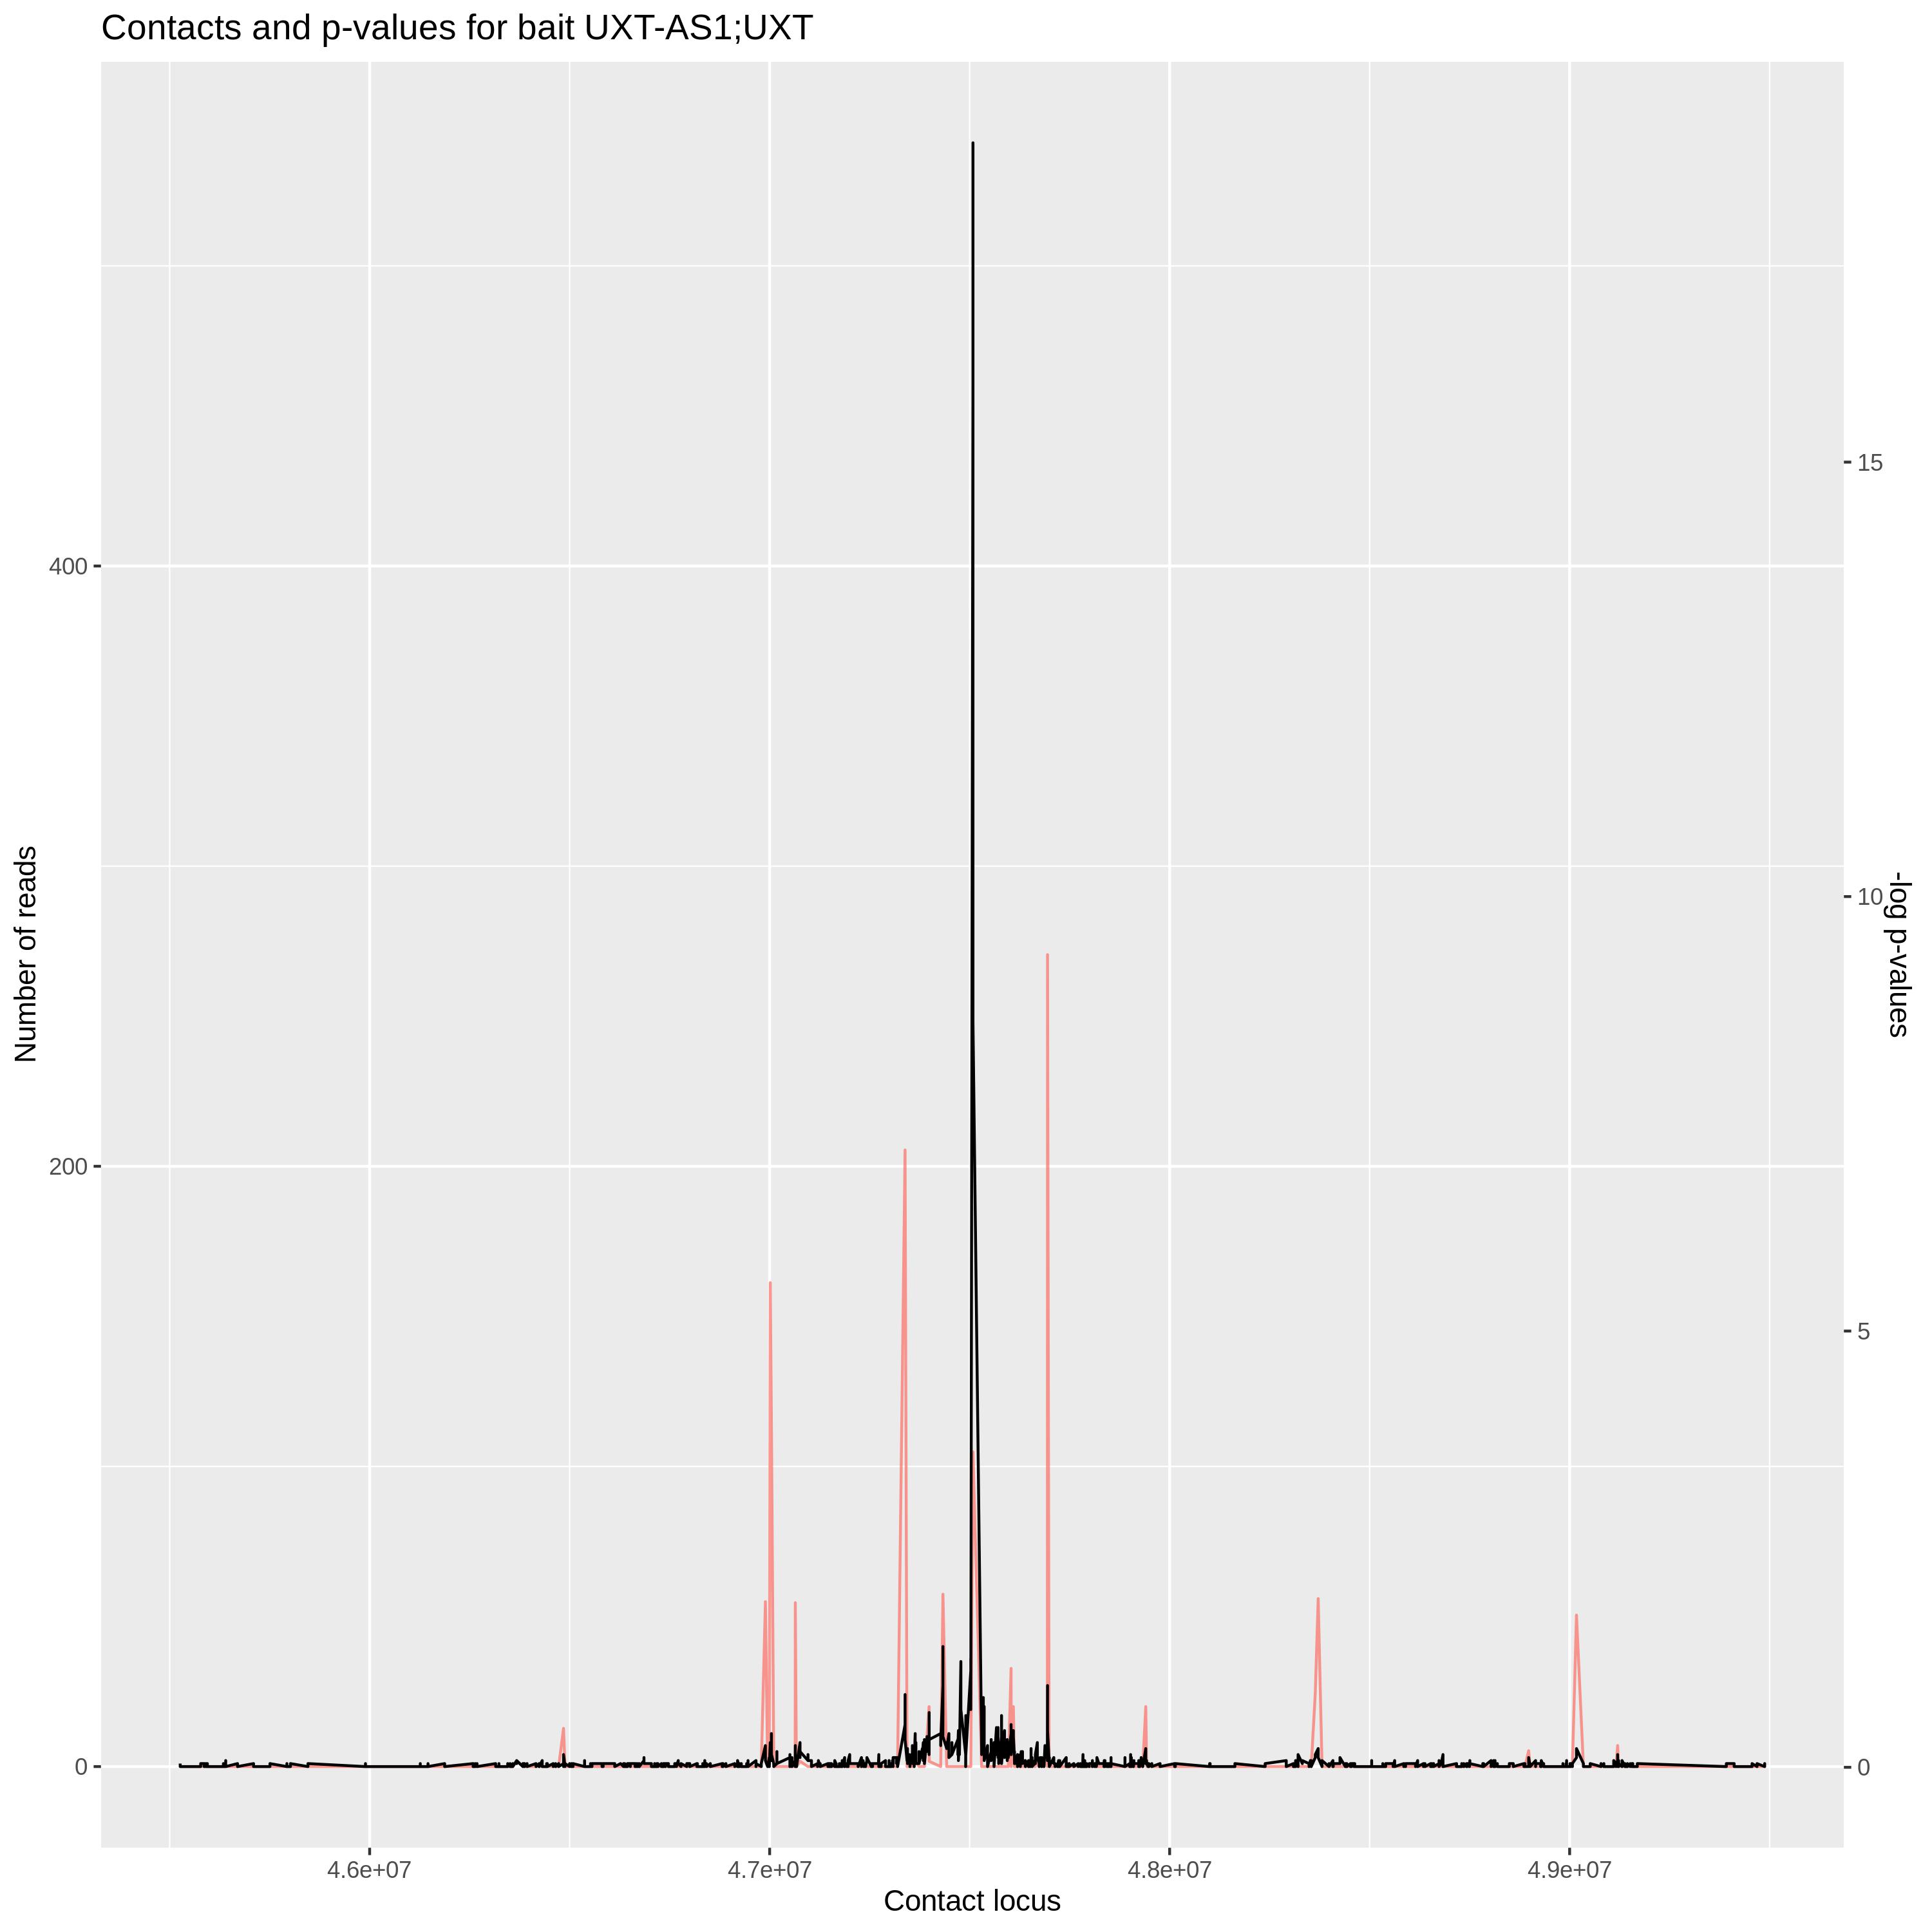 Contacts and p-values for bait UXT-AS1;UXT
Number of reads
400
200
0
15
10
5
0
-log p-values
4.6e+07
4.7e+07
4.8e+07
4.9e+07
Contact locus